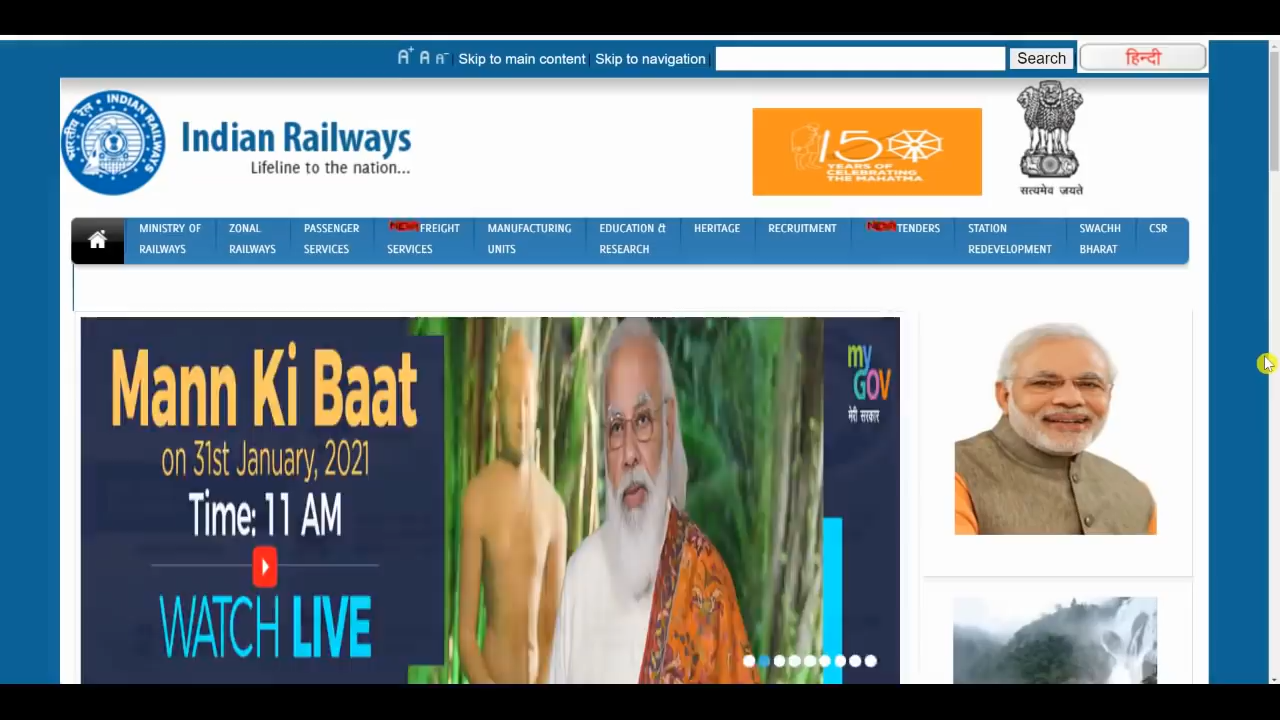 A+ A A- Skip to main content Skip to navigation Search हिन्दी
भारतीय रेल INDIAN RAILWAYS
Indian Railways
Lifeline to the nation...
150
YEARS OF
CELEBRATING
THE MAHATMA
सत्यमेव जयते
MINISTRY OF
RAILWAYS
ZONAL
RAILWAYS
PASSENGER
SERVICES
FREIGHT
SERVICES
MANUFACTURING
UNITS
EDUCATION &
RESEARCH
HERITAGE
RECRUITMENT
TENDERS
STATION
REDEVELOPMENT
SWACHH
BHARAT
CSR
Mann Ki Baat
on 31st January, 2021
Time: 11 AM
WATCH LIVE
my
GOV
मेरी सरकार